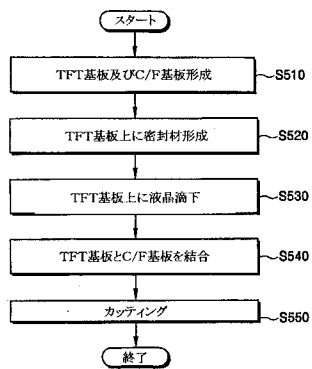 スタート
TFT基板及びC/F基板形成
S510
TFT基板上に密封材形成
S520
TFT基板上に液晶滴下
S530
TFT基板とC/F基板を結合
S540
カッティング
S550
終了